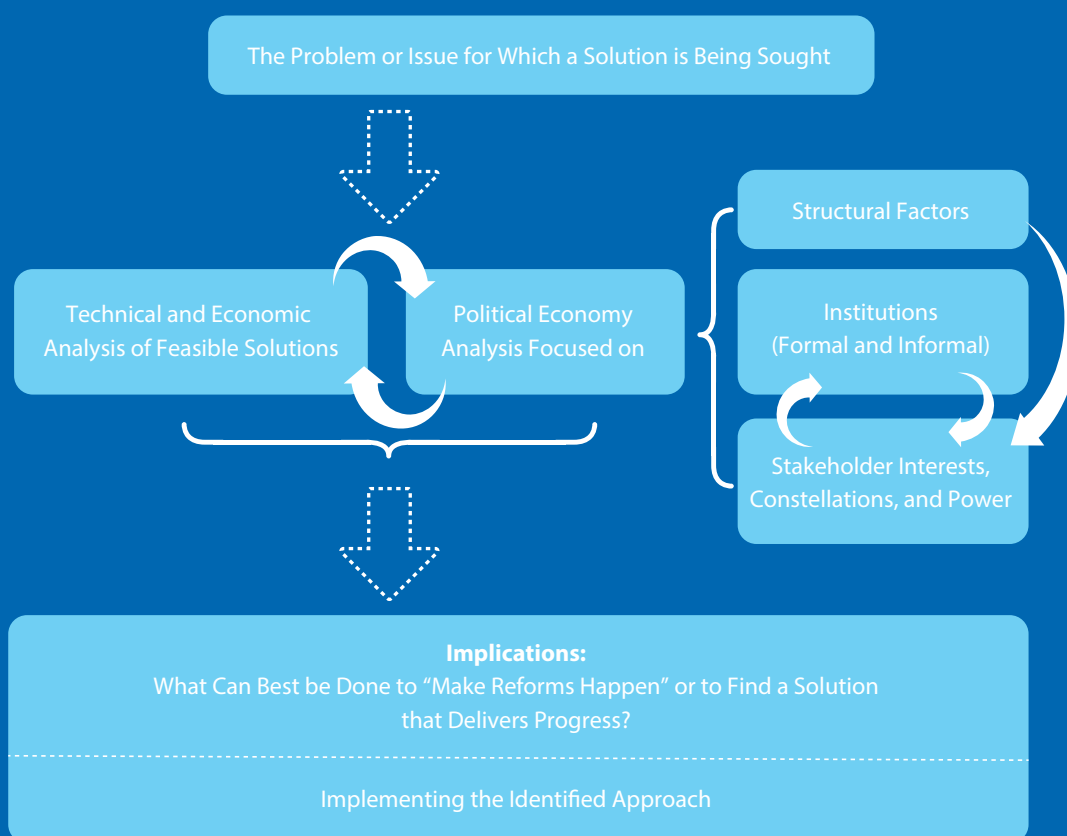 The Problem or Issue for Which a Solution is Being Sought
Technical and Economic
Analysis of Feasible Solutions
Political Economy
Analysis Focused on
Structural Factors
Institutions
(Formal and Informal)
Stakeholder Interests,
Constellations, and Power
Implications:
What Can Best be Done to “Make Reforms Happen” or to Find a Solution
that Delivers Progress?
Implementing the Identified Approach